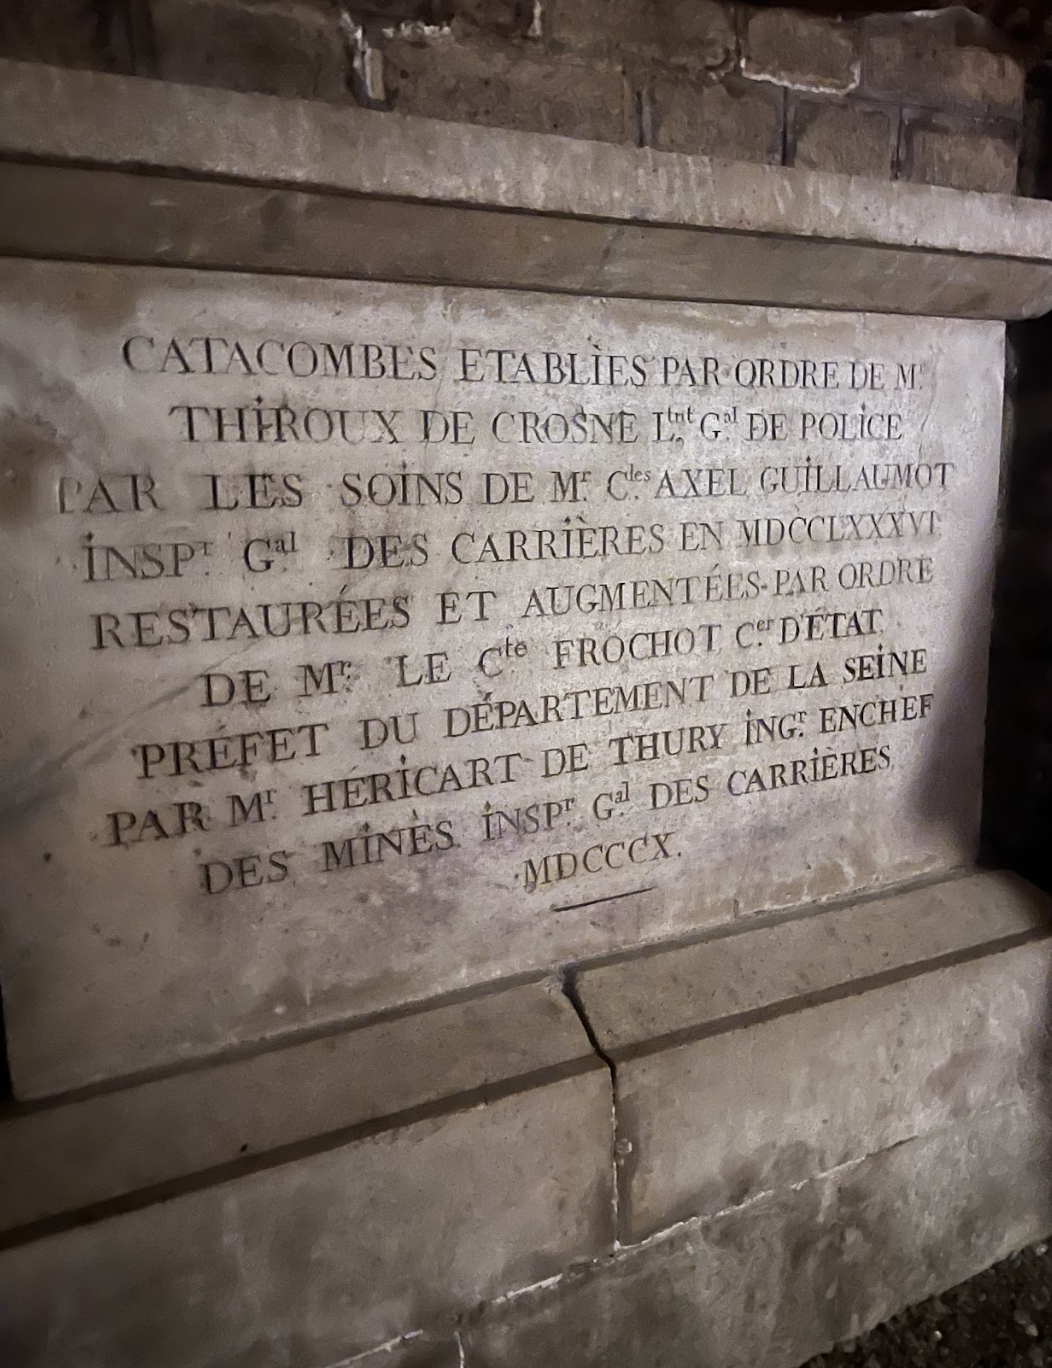 CATACOMBES ETABLIES PAR ORDRE DE Mr.
THIROUX DE CROSNE Ltnt. Gal. DE POLICE
PAR LES SOINS DE Mr. Cles. AXEL GUILLAUMOT
INSPr. Gal DES CARRIÈRES EN MDCCLXXXVI.
RESTAURÉES ET AUGMENTÉES PAR ORDRE
DE Mr. LE Cte FROCHOT Cer D'ÉTAT,
PRÉFET DU DÉPARTEMENT DE LA SEINE
PAR Mr. HÉRICART DE THURY INGr. ENCHEF
DES MINES. INSPr. Gal. DES CARRIÈRES.
MDCCCX.